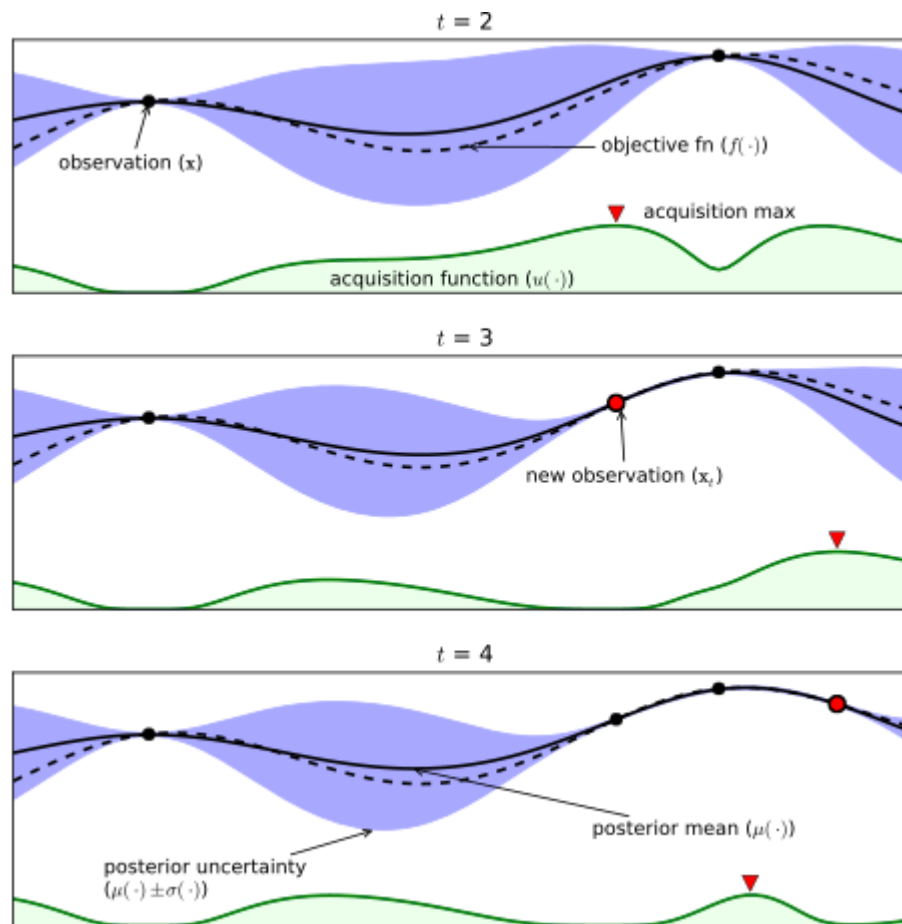 t = 2
observation (x)
objective fn (f(·))
acquisition max
acquisition function (u(·))
t = 3
new observation (xₜ)
t = 4
posterior mean (μ(·))
posterior uncertainty
(μ(·) ± σ(·))